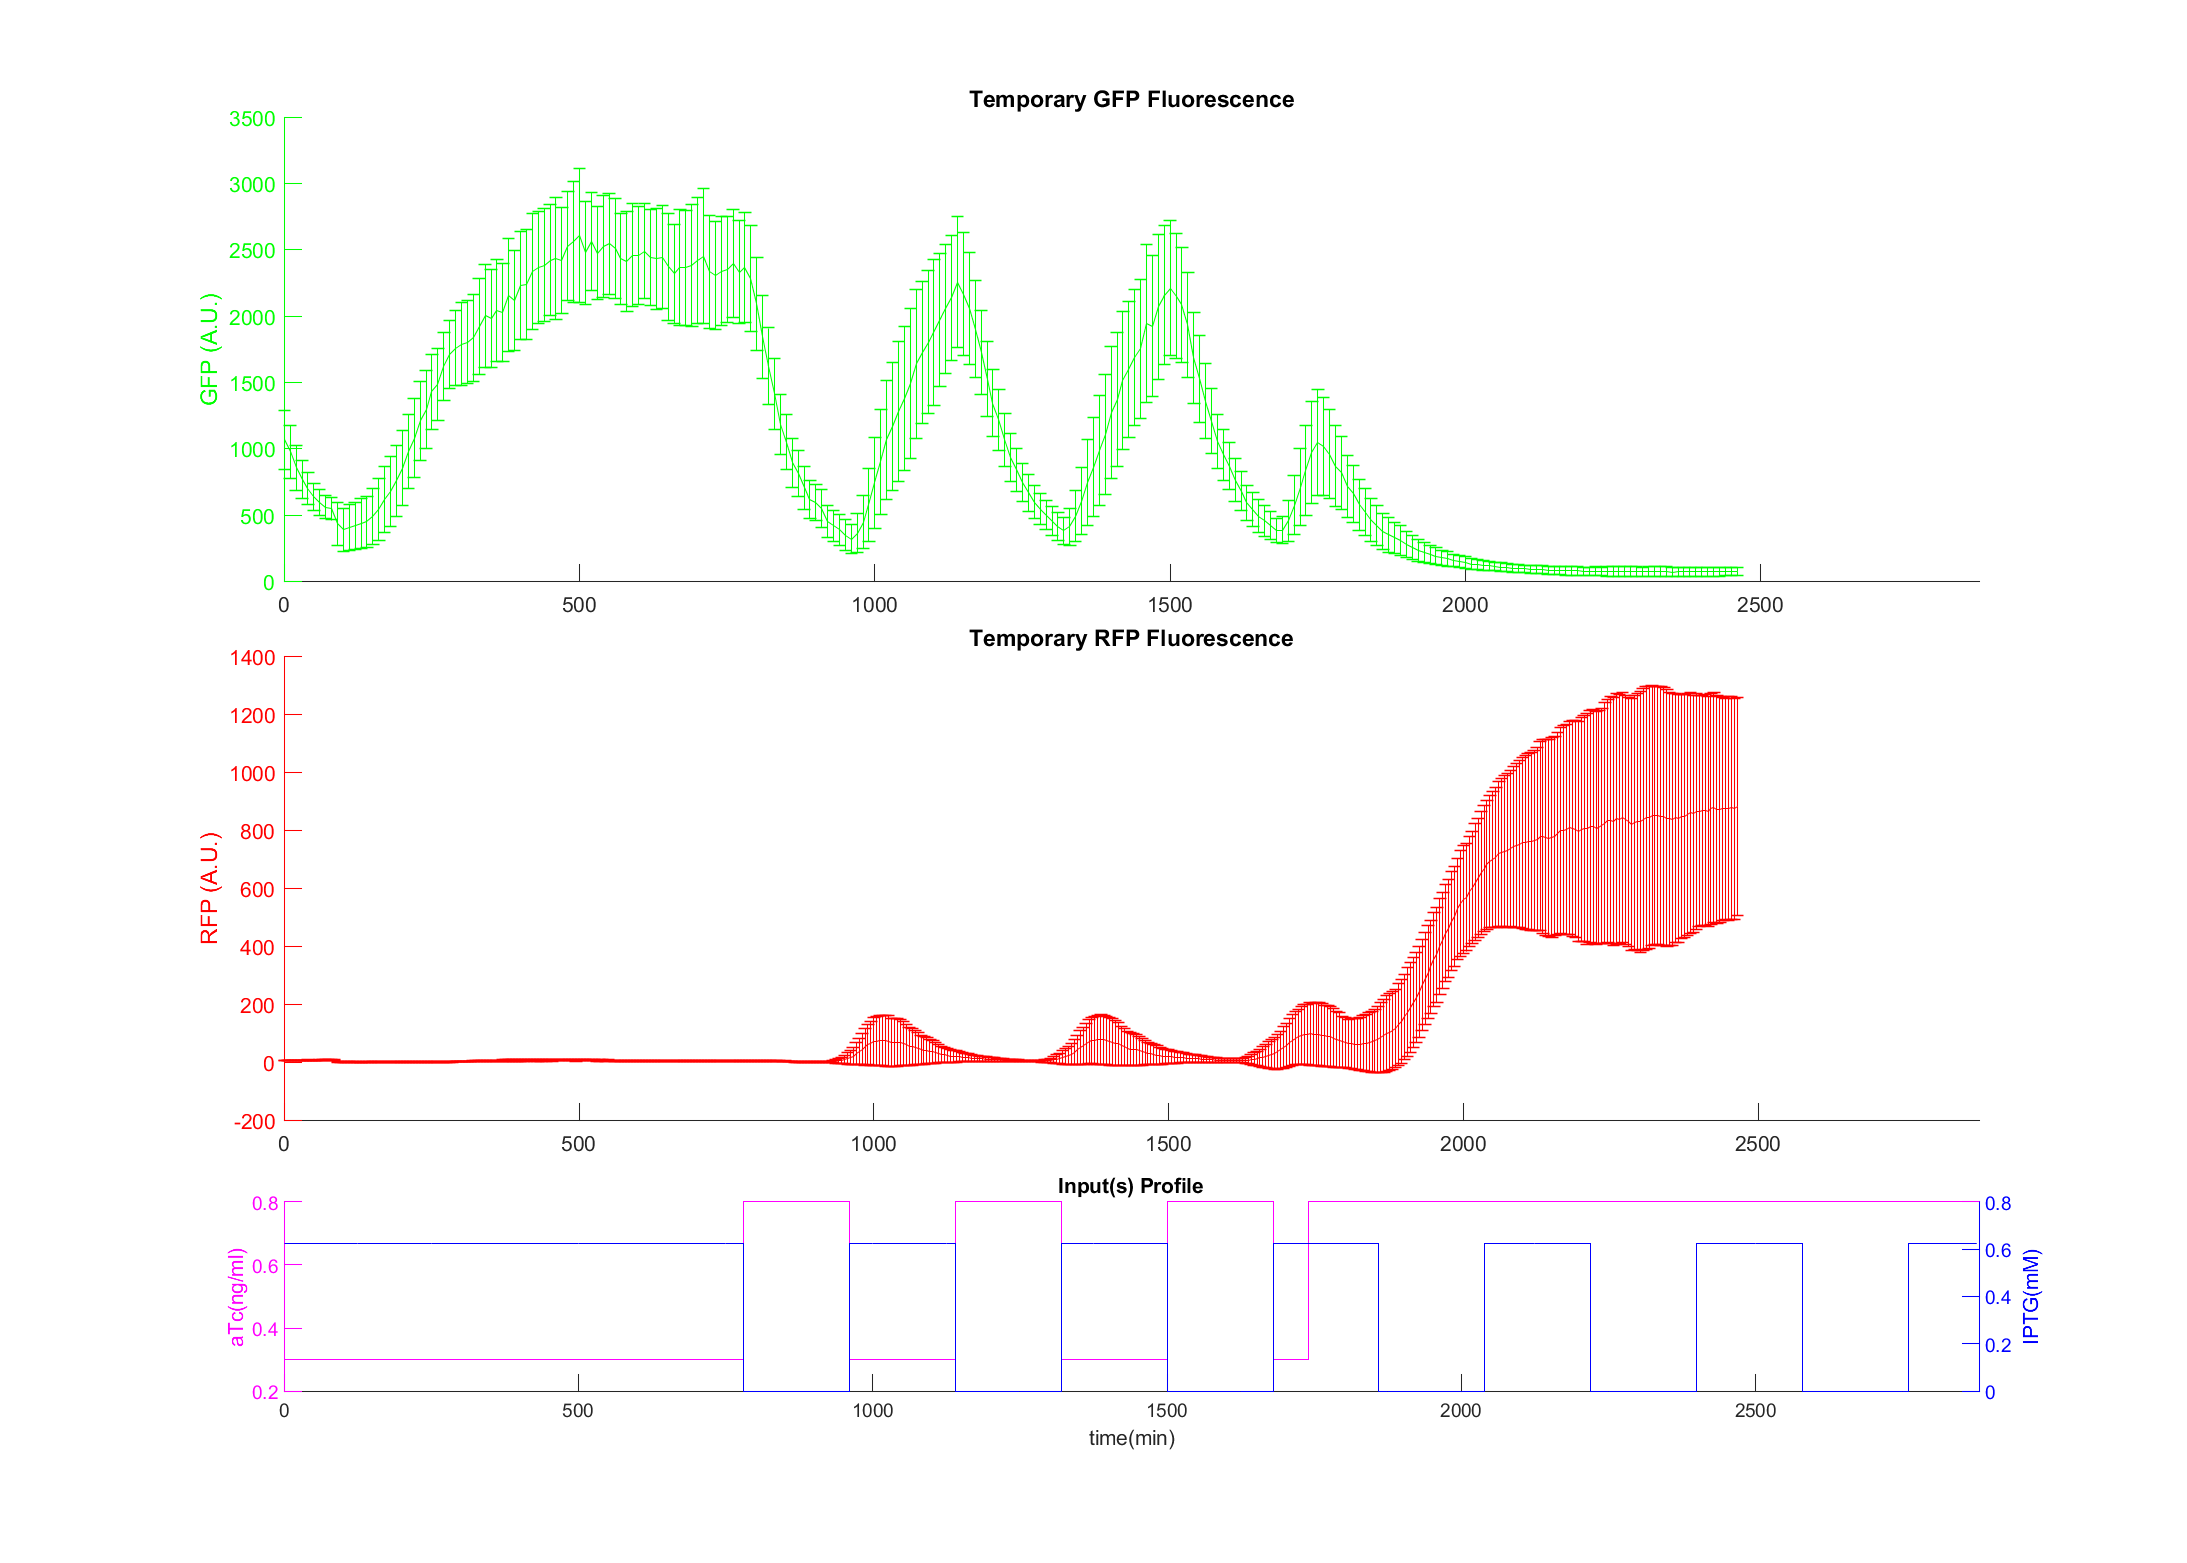 Temporary GFP Fluorescence
GFP (A.U.)
3500
3000
2500
2000
1500
1000
500
0
0 500 1000 1500 2000 2500
Temporary RFP Fluorescence
RFP (A.U.)
1400
1200
1000
800
600
400
200
0
-200
0 500 1000 1500 2000 2500
Input(s) Profile
aTc(ng/ml)
0.8
0.6
0.4
0.2
0.8
0.6
0.4
0.2
0
IPTG(mM)
0 500 1000 1500 2000 2500
time(min)